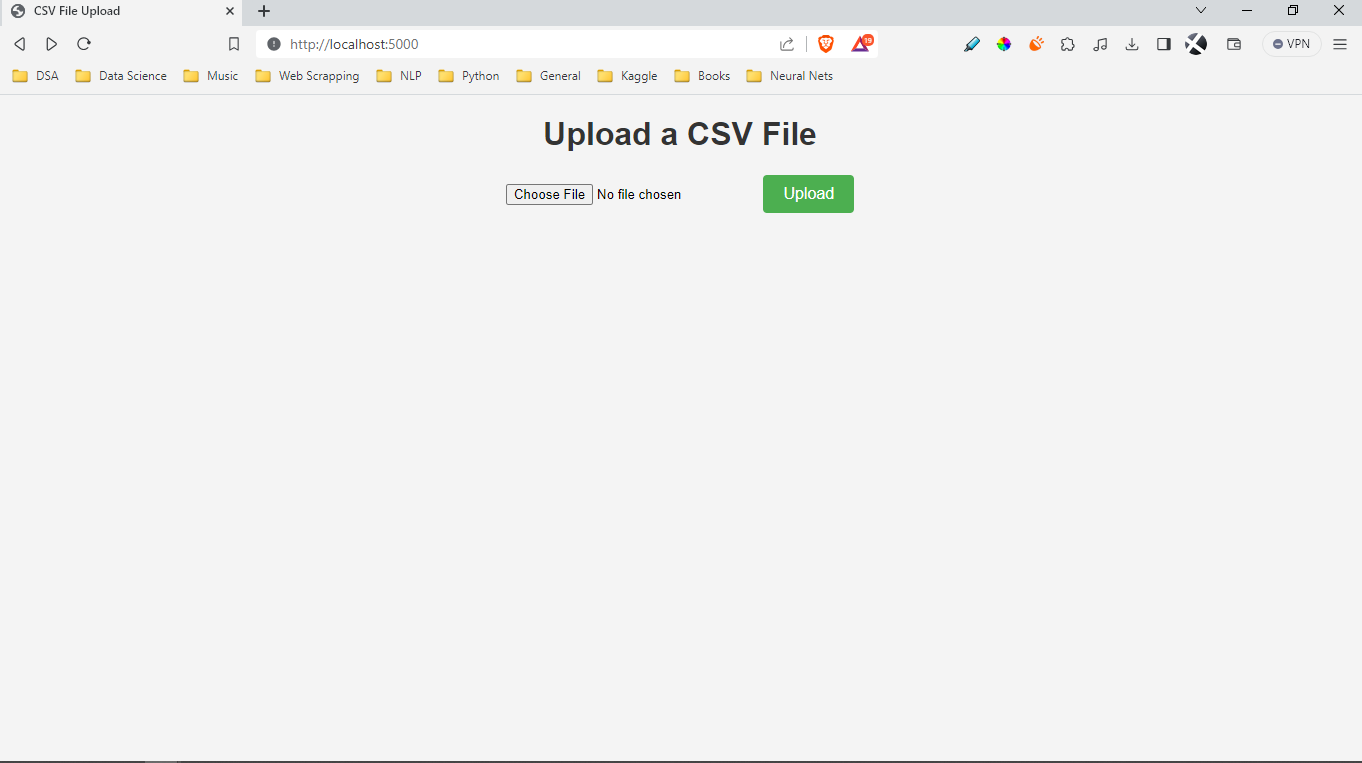 CSV File Upload
http://localhost:5000
19
VPN
DSA Data Science Music Web Scrapping NLP Python General Kaggle Books Neural Nets
Upload a CSV File
Choose File No file chosen Upload